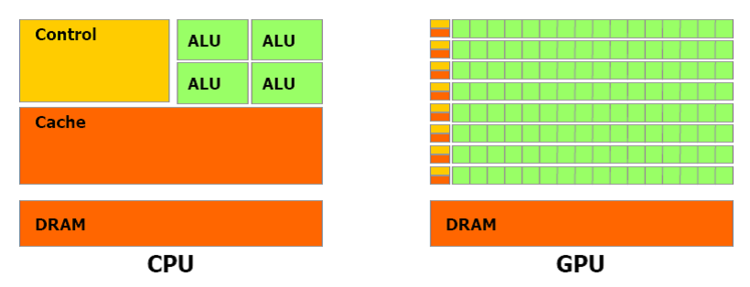 Control
ALU ALU
ALU ALU
Cache
DRAM
CPU
DRAM
GPU